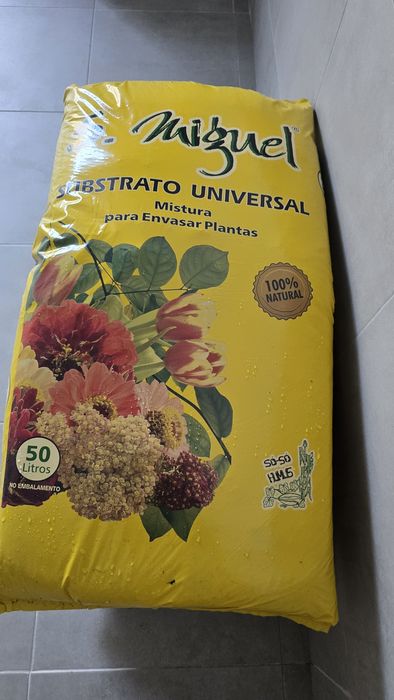 S. Miguel®
SUBSTRATO UNIVERSAL
Mistura
para Envasar Plantas
100%
NATURAL
50
Litros
NO EMBALAMENTO